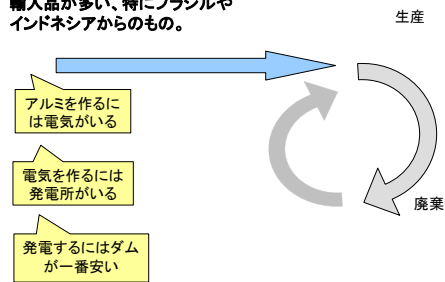 輸入品が多い、特にブラジルや
インドネシアからのもの。
生産
アルミを作るに
は電気がいる
電気を作るには
発電所がいる
廃棄
発電するにはダム
が一番安い